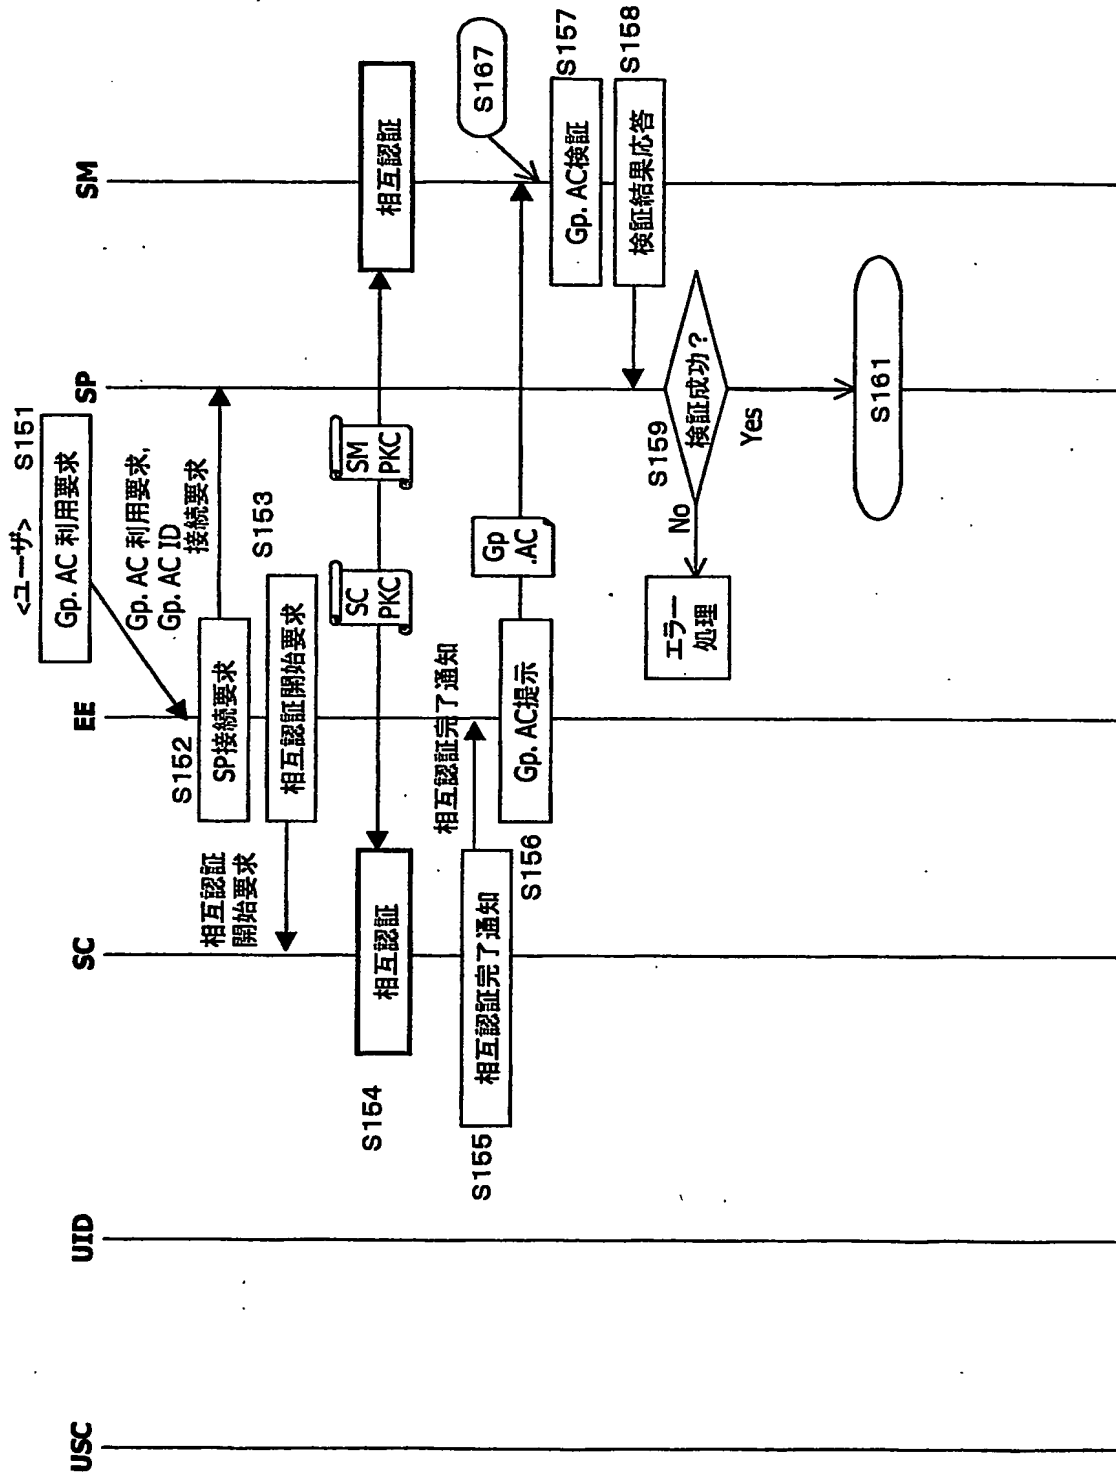 USC
UID
SC
EE
SP
SM
<ユーザ>
S151
Gp. AC 利用要求
Gp. AC 利用要求,
Gp. AC ID
接続要求
S152
SP接続要求
S153
相互認証開始要求
相互認証
開始要求
S154
相互認証
SC
PKC
SM
PKC
相互認証
S155
相互認証完了通知
相互認証完了通知
S156
Gp. AC提示
Gp
.AC
S167
S157
Gp. AC検証
S158
検証結果応答
S159
検証成功？
No
エラー
処理
Yes
S161